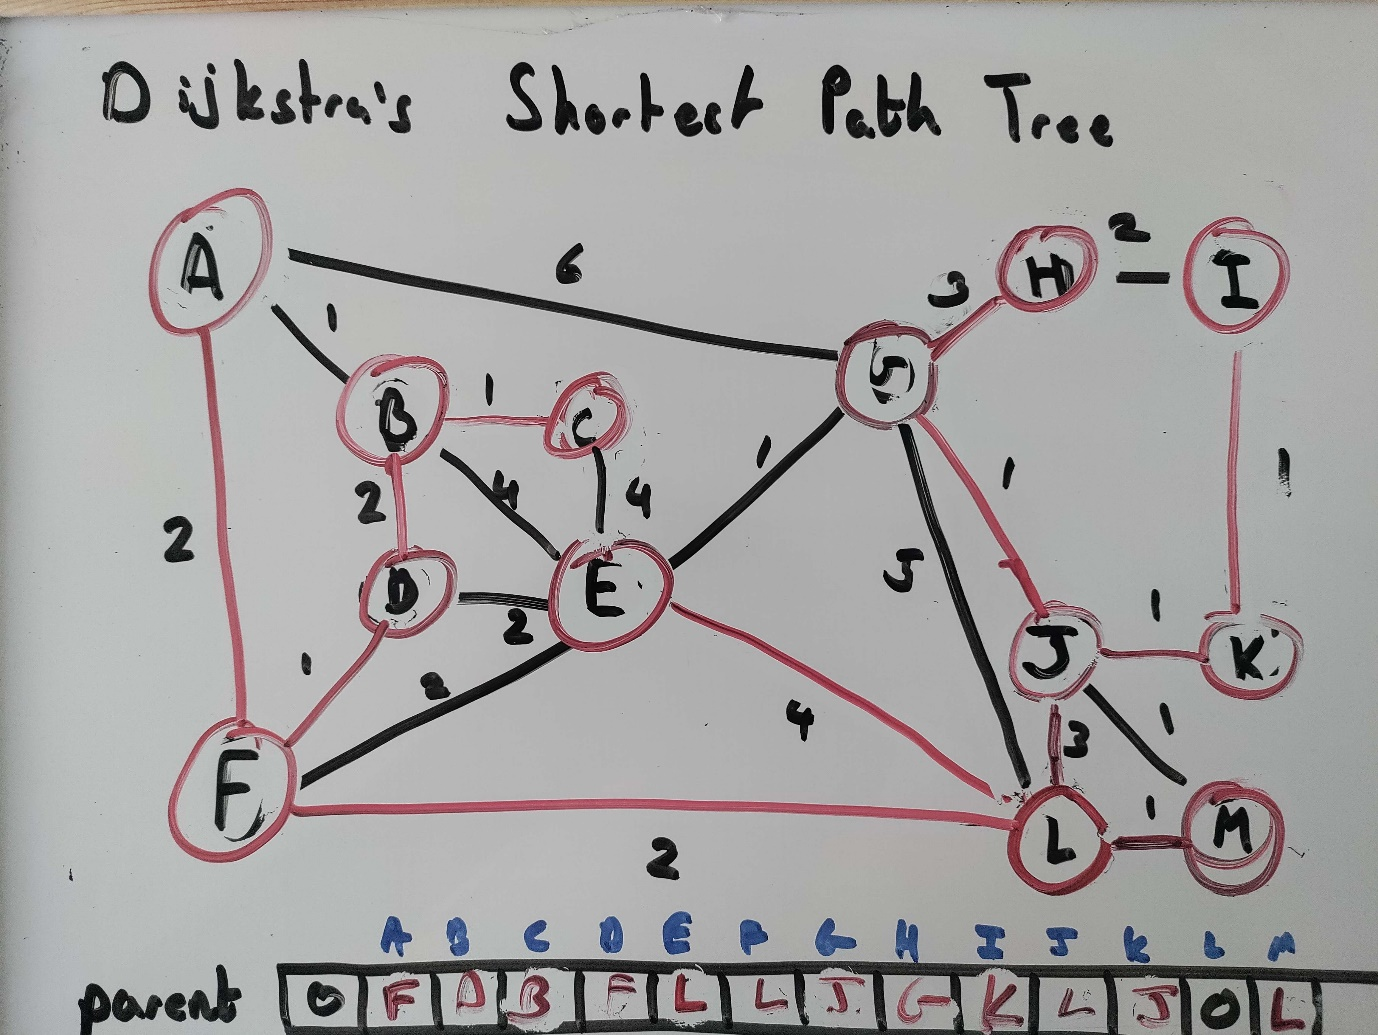 Dijkstra's Shortest Path Tree
A 6 3 H 2 I
1 G
B 1 C
2 4 4 1 1 1
2 D 2 E 5
1 2 J 1 K
4 3 1
F L 1 M
2
A B C D E F G H I J K L M
parent 0 F D B F L L J G K L J 0 L